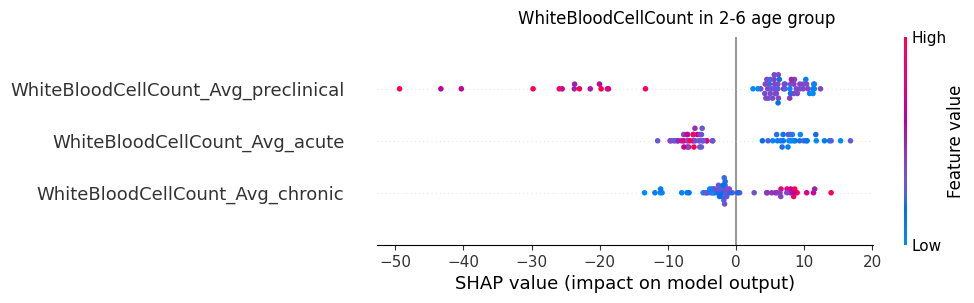 WhiteBloodCellCount in 2-6 age group
High
WhiteBloodCellCount_Avg_preclinical
WhiteBloodCellCount_Avg_acute
WhiteBloodCellCount_Avg_chronic
Feature value
Low
−50 −40 −30 −20 −10 0 10 20
SHAP value (impact on model output)